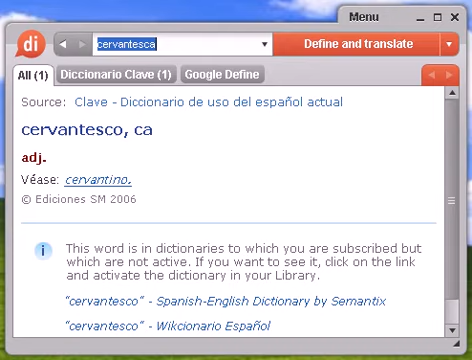 Menu
di
cervantesca
Define and translate
All (1)
Diccionario Clave (1)
Google Define
Source: Clave - Diccionario de uso del español actual
cervantesco, ca
adj.
Véase: cervantino.
© Ediciones SM 2006
i
This word is in dictionaries to which you are subscribed but
which are not active. If you want to see it, click on the link
and activate the dictionary in your Library.
"cervantesco" - Spanish-English Dictionary by Semantix
"cervantesco" - Wikcionario Español